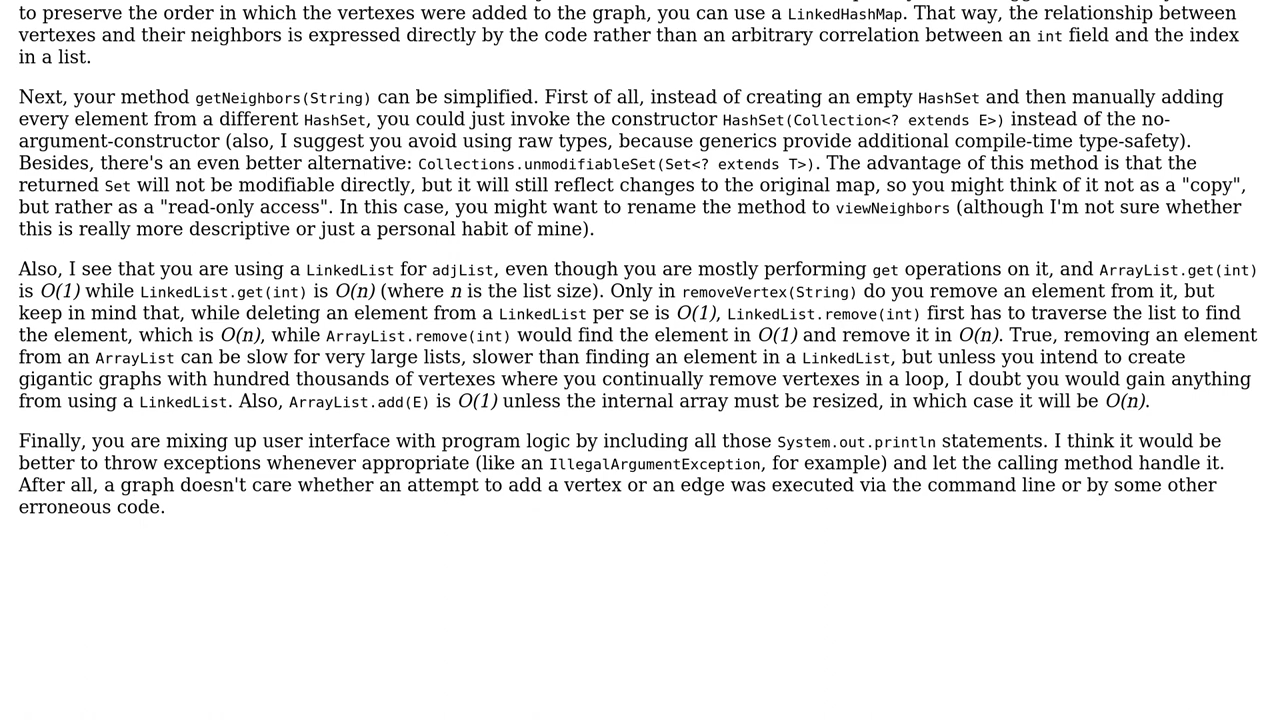 to preserve the order in which the vertexes were added to the graph, you can use a LinkedHashMap. That way, the relationship between
vertexes and their neighbors is expressed directly by the code rather than an arbitrary correlation between an int field and the index
in a list.
Next, your method getNeighbors(String) can be simplified. First of all, instead of creating an empty HashSet and then manually adding
every element from a different HashSet, you could just invoke the constructor HashSet(Collection<? extends E>) instead of the no-
argument-constructor (also, I suggest you avoid using raw types, because generics provide additional compile-time type-safety).
Besides, there's an even better alternative: Collections.unmodifiableSet(Set<? extends T>). The advantage of this method is that the
returned Set will not be modifiable directly, but it will still reflect changes to the original map, so you might think of it not as a "copy",
but rather as a "read-only access". In this case, you might want to rename the method to viewNeighbors (although I'm not sure whether
this is really more descriptive or just a personal habit of mine).
Also, I see that you are using a LinkedList for adjList, even though you are mostly performing get operations on it, and ArrayList.get(int)
is O(1) while LinkedList.get(int) is O(n) (where n is the list size). Only in removeVertex(String) do you remove an element from it, but
keep in mind that, while deleting an element from a LinkedList per se is O(1), LinkedList.remove(int) first has to traverse the list to find
the element, which is O(n), while ArrayList.remove(int) would find the element in O(1) and remove it in O(n). True, removing an element
from an ArrayList can be slow for very large lists, slower than finding an element in a LinkedList, but unless you intend to create
gigantic graphs with hundred thousands of vertexes where you continually remove vertexes in a loop, I doubt you would gain anything
from using a LinkedList. Also, ArrayList.add(E) is O(1) unless the internal array must be resized, in which case it will be O(n).
Finally, you are mixing up user interface with program logic by including all those System.out.println statements. I think it would be
better to throw exceptions whenever appropriate (like an IllegalArgumentException, for example) and let the calling method handle it.
After all, a graph doesn't care whether an attempt to add a vertex or an edge was executed via the command line or by some other
erroneous code.